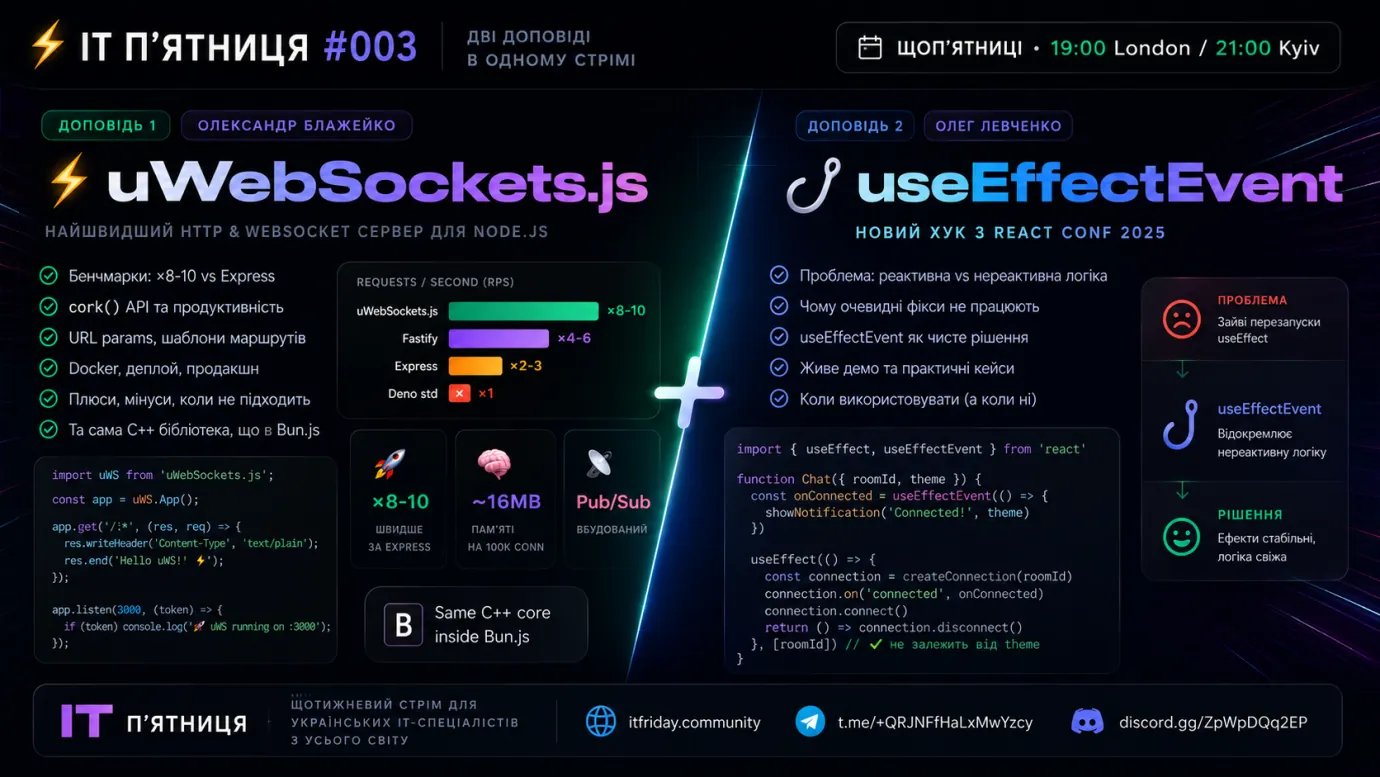 ⚡ ІТ П'ЯТНИЦЯ #003
ДВІ ДОПОВІДІ
В ОДНОМУ СТРІМІ
ЩОП'ЯТНИЦІ • 19:00 London / 21:00 Kyiv
ДОПОВІДЬ 1
ОЛЕКСАНДР БЛАЖЕЙКО
⚡ uWebSockets.js
НАЙШВИДШИЙ HTTP & WEBSOCKET СЕРВЕР ДЛЯ NODE.JS
Бенчмарки: ×8-10 vs Express
cork() API та продуктивність
URL params, шаблони маршрутів
Docker, деплой, продакшн
Плюси, мінуси, коли не підходить
Та сама C++ бібліотека, що в Bun.js
REQUESTS / SECOND (RPS)
uWebSockets.js ×8-10
Fastify ×4-6
Express ×2-3
Deno std × ×1
import uWS from 'uWebSockets.js';
const app = uWS.App();
app.get('/*', (res, req) => {
res.writeHeader('Content-Type', 'text/plain');
res.end('Hello uWS!' ⚡');
});
app.listen(3000, (token) => {
if (token) console.log('🚀 uWS running on :3000');
});
🚀
×8-10
ШВИДШЕ
ЗА EXPRESS
🧠
~16MB
ПАМ'ЯТІ
НА 100K CONN
📡
Pub/Sub
ВБУДОВАНИЙ
B
Same C++ core
inside Bun.js
ДОПОВІДЬ 2
ОЛЕГ ЛЕВЧЕНКО
useEffectEvent
НОВИЙ ХУК З REACT CONF 2025
Проблема: реактивна vs нереактивна логіка
Чому очевидні фікси не працюють
useEffectEvent як чисте рішення
Живе демо та практичні кейси
Коли використовувати (а коли ні)
import { useEffect, useEffectEvent } from 'react'
function Chat({ roomId, theme }) {
const onConnected = useEffectEvent(() => {
showNotification('Connected!', theme)
})
useEffect(() => {
const connection = createConnection(roomId)
connection.on('connected', onConnected)
connection.connect()
return () => connection.disconnect()
}, [roomId]) // ✔ не залежить від theme
}
ПРОБЛЕМА
Зайві перезапуски
useEffect
useEffectEvent
Відокремлює
нереактивну логіку
РІШЕННЯ
Ефекти стабільні,
логіка свіжа
ІТ П'ЯТНИЦЯ
ЩОТИЖНЕВИЙ СТРІМ ДЛЯ
УКРАЇНСЬКИХ ІТ-СПЕЦІАЛІСТІВ
З УСЬОГО СВІТУ
itfriday.community
t.me/+QRJNFfHaLxMwYzcy
discord.gg/ZpWpDQq2EP